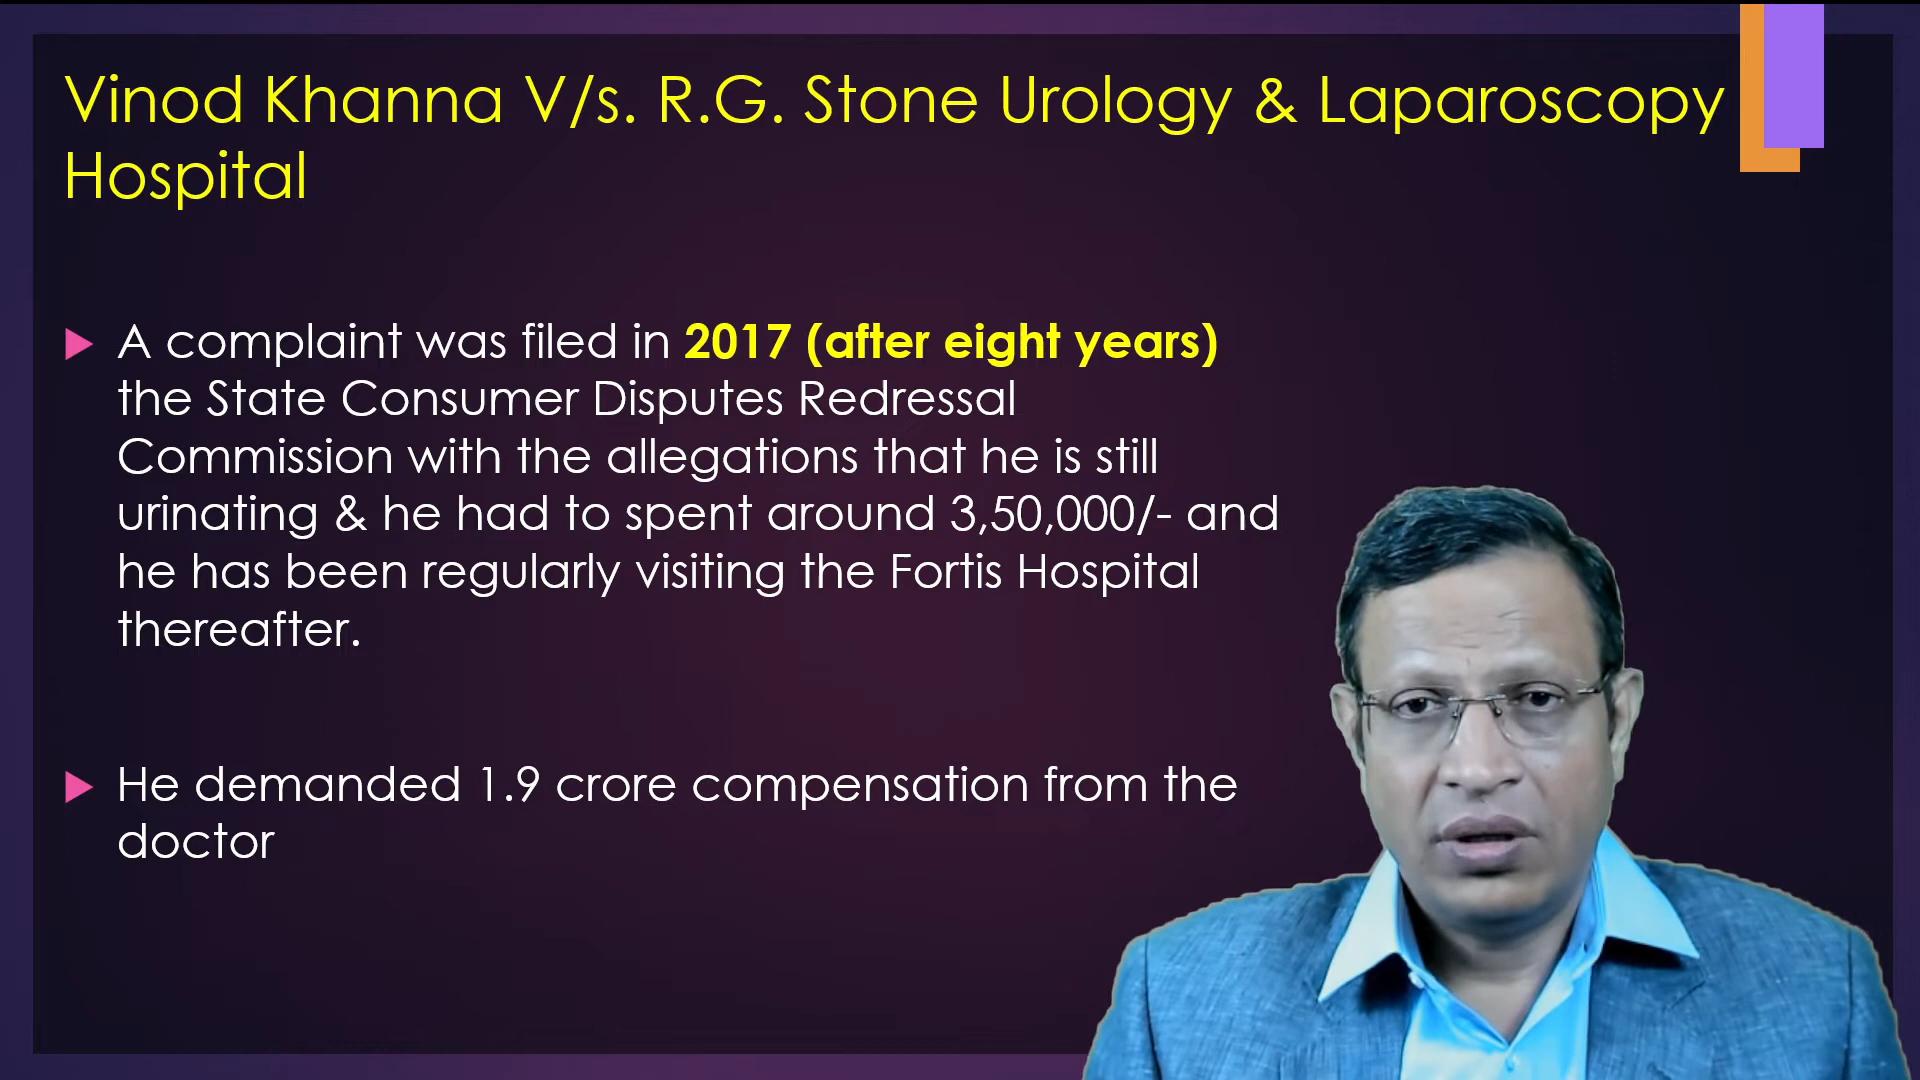 Vinod Khanna V/s. R.G. Stone Urology & Laparoscopy
Hospital
A complaint was filed in 2017 (after eight years)
the State Consumer Disputes Redressal
Commission with the allegations that he is still
urinating & he had to spent around 3,50,000/- and
he has been regularly visiting the Fortis Hospital
thereafter.
He demanded 1.9 crore compensation from the
doctor